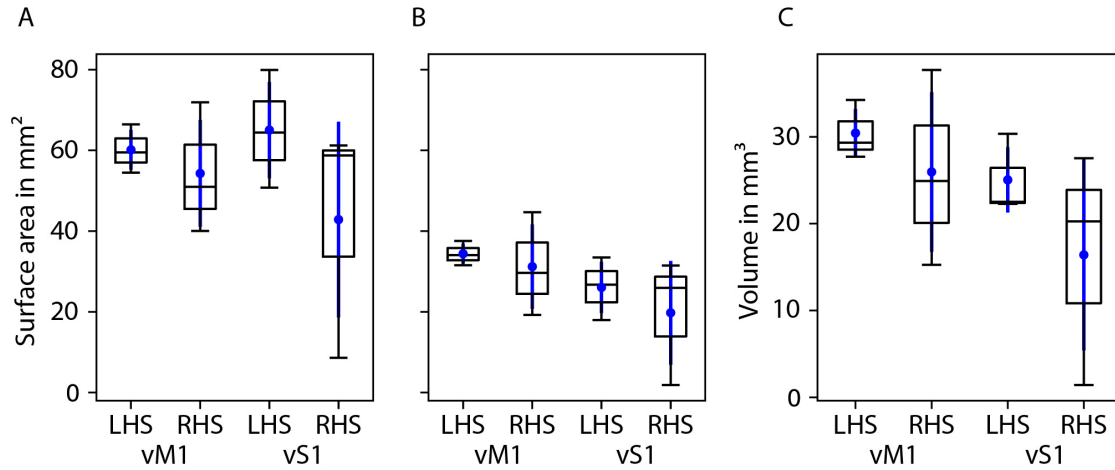 A
B
C
Surface area in mm²
80
60
40
20
0
LHS RHS LHS RHS
vM1 vS1
LHS RHS LHS RHS
vM1 vS1
Volume in mm³
30
20
10
0
LHS RHS LHS RHS
vM1 vS1